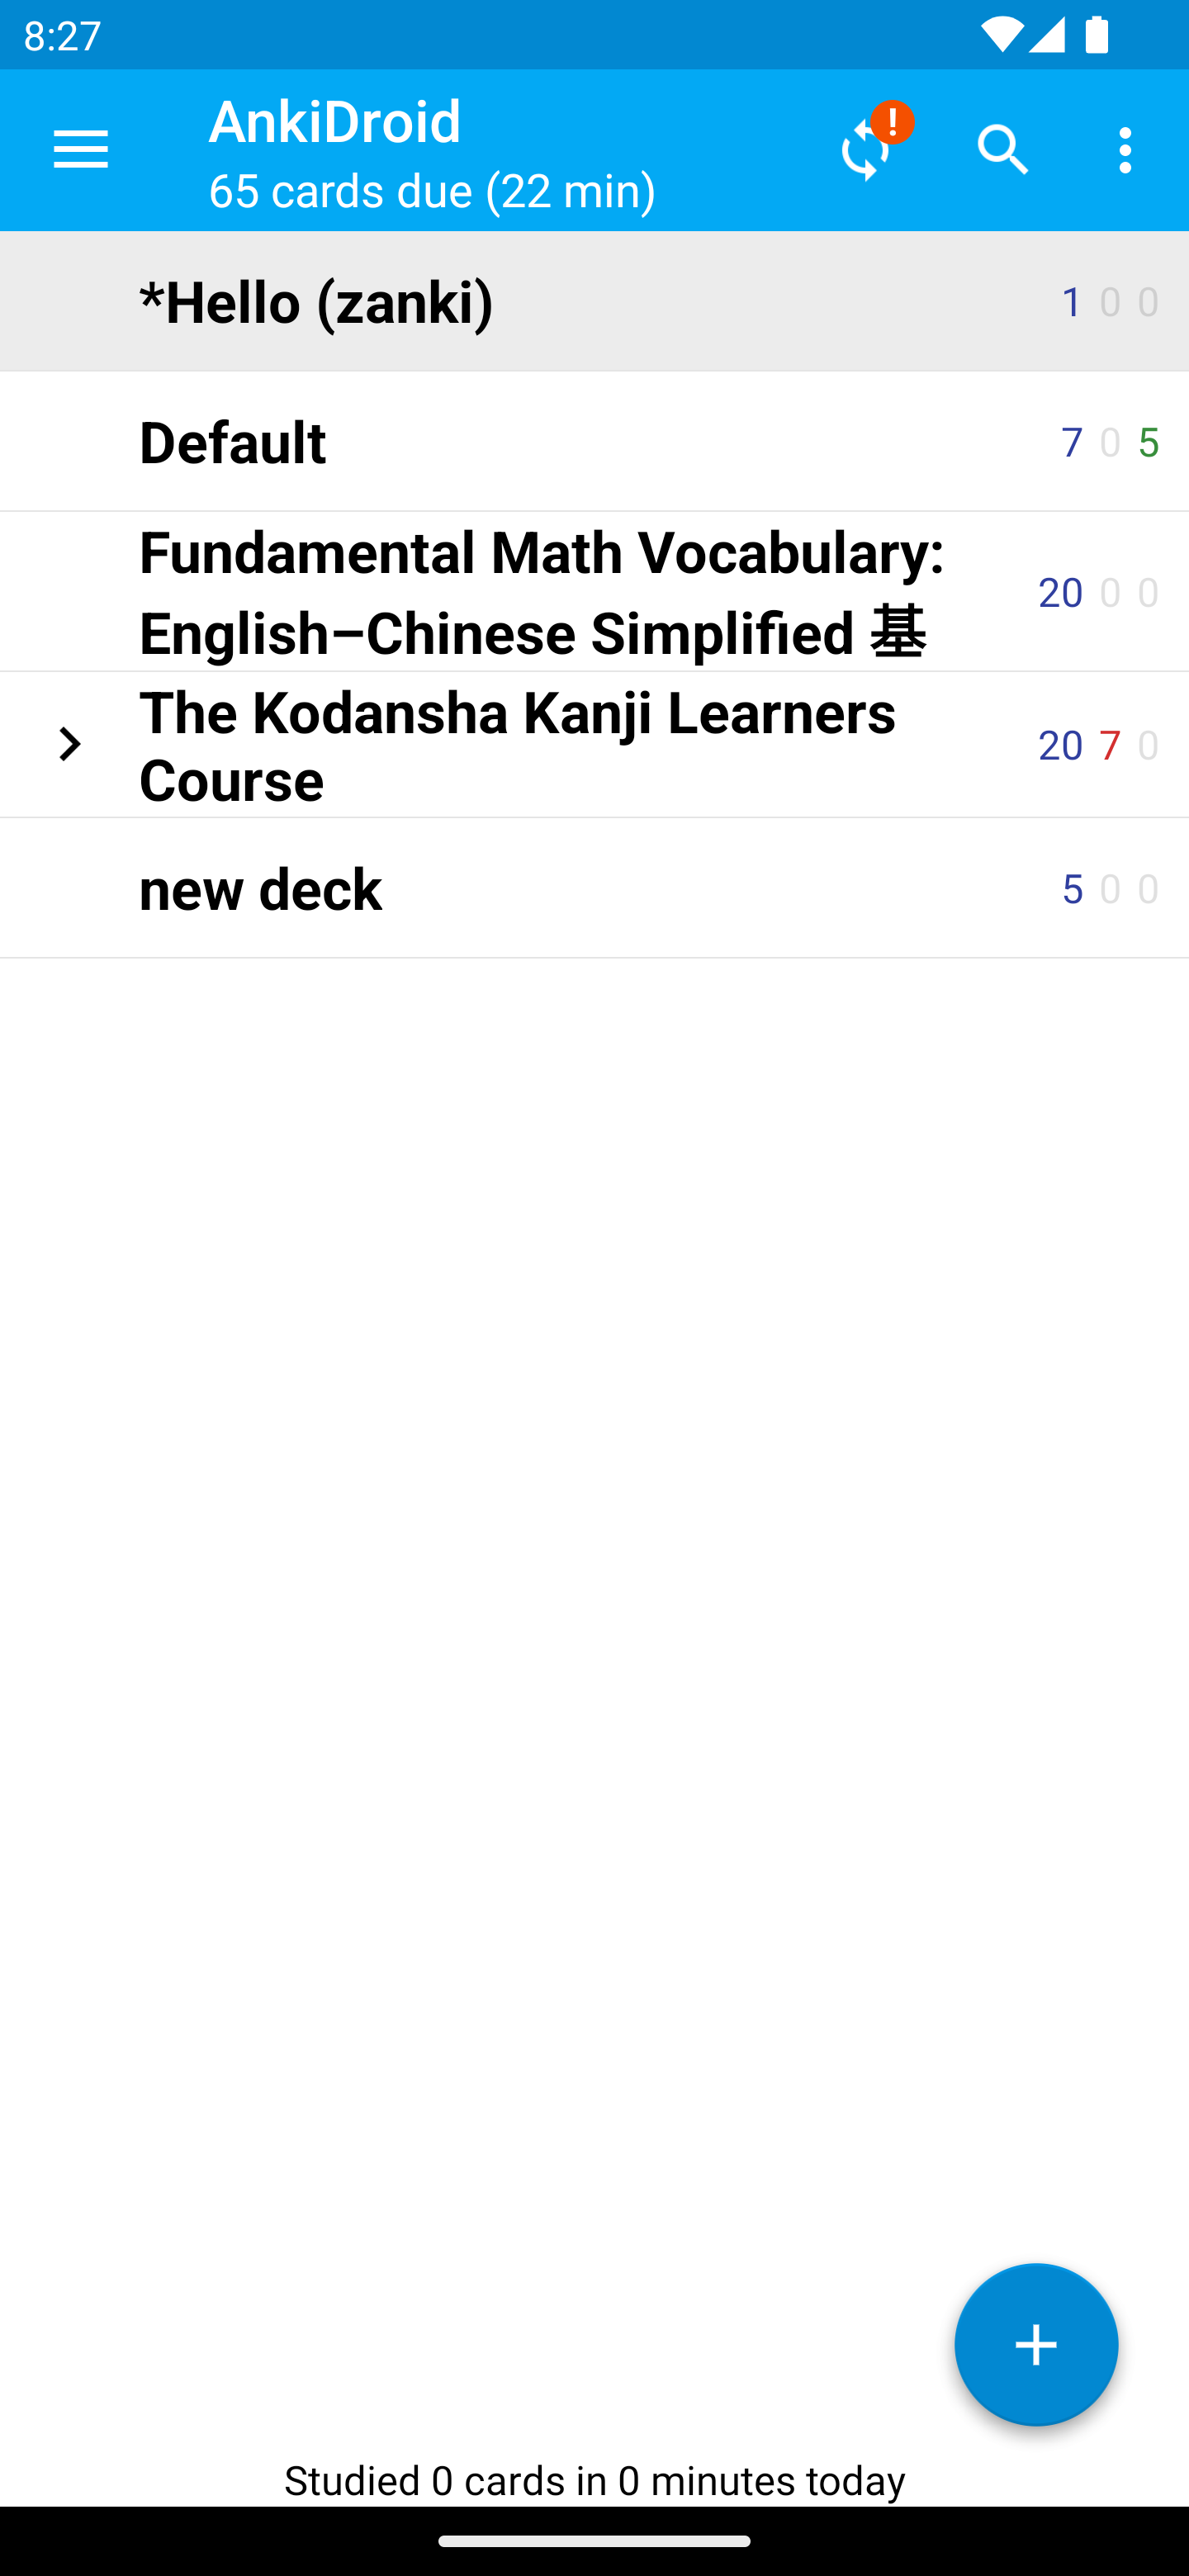 8:27
AnkiDroid
65 cards due (22 min)
*Hello (zanki) 1 0 0
Default 7 0 5
Fundamental Math Vocabulary:
English–Chinese Simplified 基 20 0 0
The Kodansha Kanji Learners
Course 20 7 0
new deck 5 0 0
Studied 0 cards in 0 minutes today